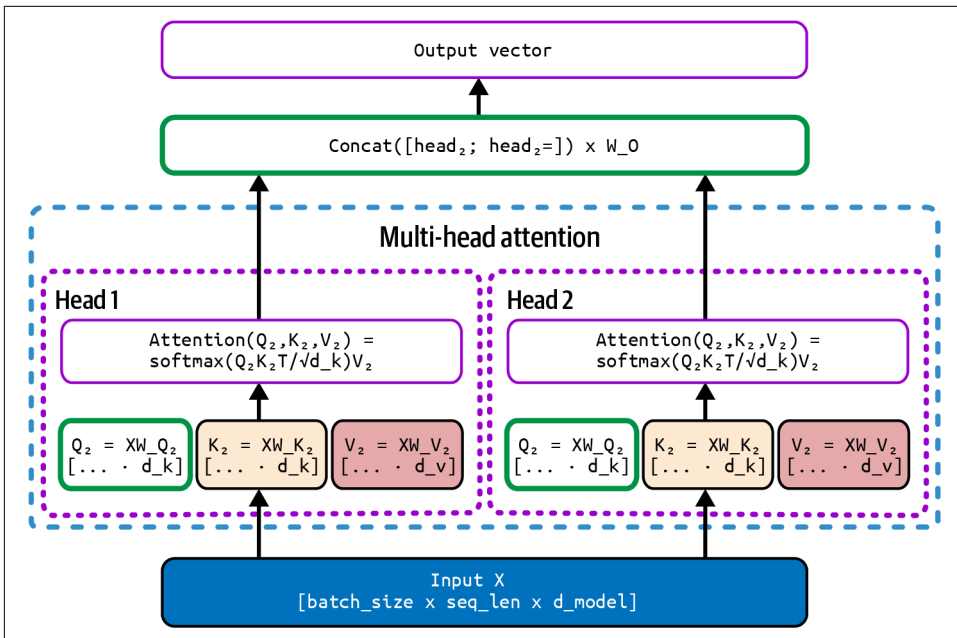 Output vector
Concat([head₂; head₂=]) x W_O
Multi-head attention
Head 1
Attention(Q₂,K₂,V₂) =
softmax(Q₂K₂T/√d_k)V₂
Q₂ = XW_Q₂
[... · d_k]
K₂ = XW_K₂
[... · d_k]
V₂ = XW_V₂
[... · d_v]
Head 2
Attention(Q₂,K₂,V₂) =
softmax(Q₂K₂T/√d_k)V₂
Q₂ = XW_Q₂
[... · d_k]
K₂ = XW_K₂
[... · d_k]
V₂ = XW_V₂
[... · d_v]
Input X
[batch_size x seq_len x d_model]